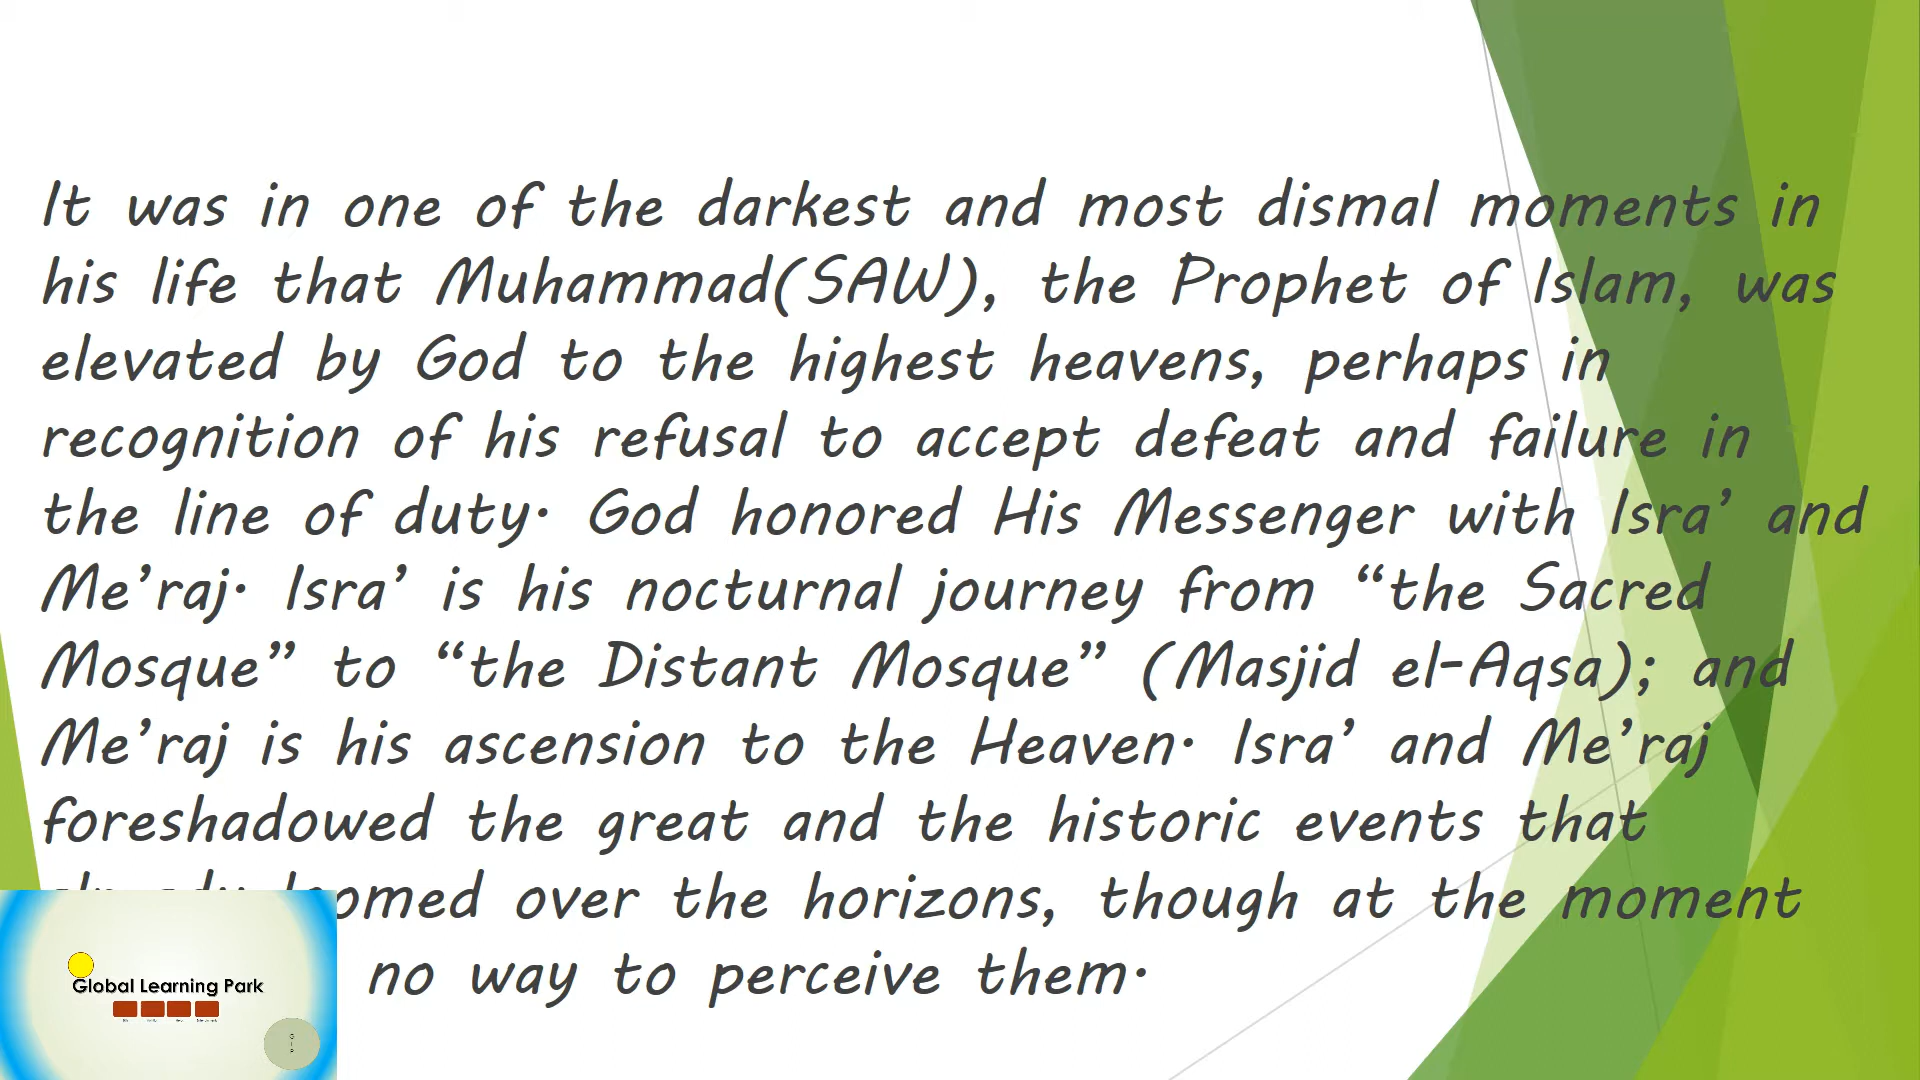 It was in one of the darkest and most dismal moments in
his life that Muhammad(SAW), the Prophet of Islam, was
elevated by God to the highest heavens, perhaps in
recognition of his refusal to accept defeat and failure in
the line of duty. God honored His Messenger with Isra’ and
Me’raj. Isra’ is his nocturnal journey from “the Sacred
Mosque” to “the Distant Mosque” (Masjid el-Aqsa); and
Me’raj is his ascension to the Heaven. Isra’ and Me’raj
foreshadowed the great and the historic events that
already loomed over the horizons, though at the moment
no way to perceive them.
Global Learning Park